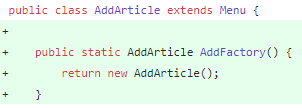 public class AddArticle extends Menu {
+
+    public static AddArticle AddFactory() {
+        return new AddArticle();
+    }